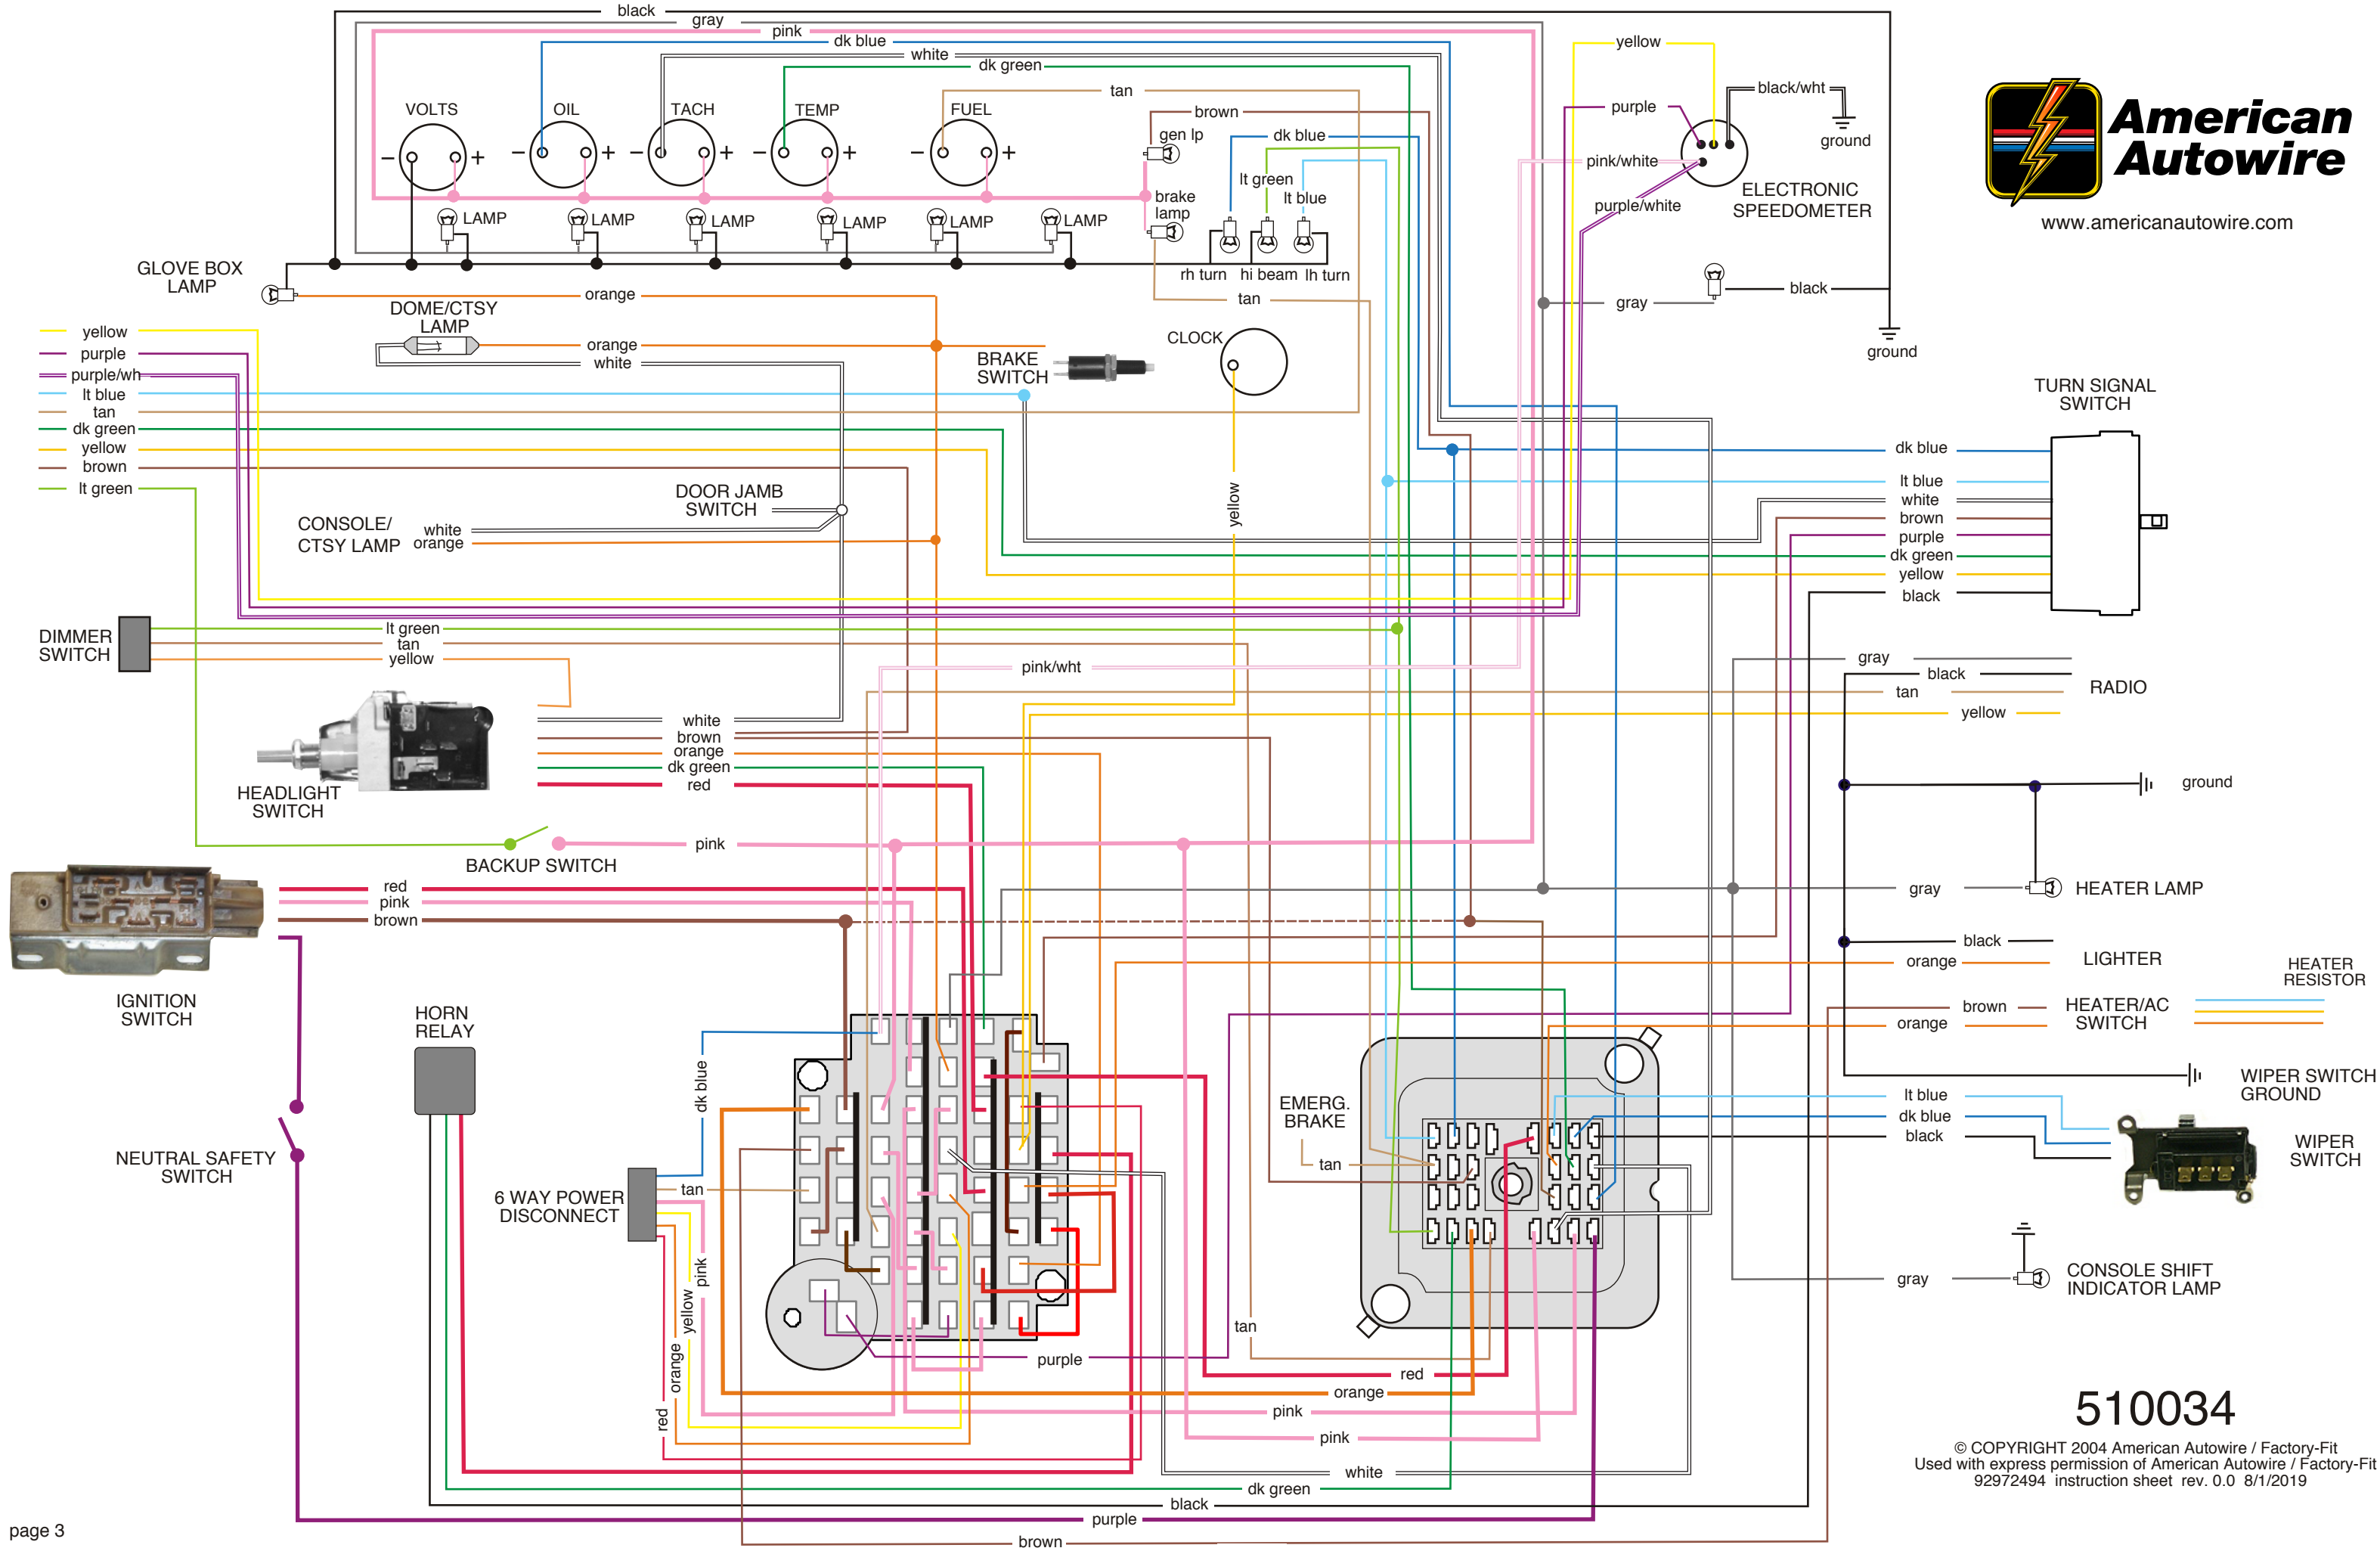 black
gray
pink
dk blue
white
dk green
tan
yellow
black/wht
purple
ground
pink/white
purple/white
ELECTRONIC
SPEEDOMETER
American
Autowire
www.americanautowire.com
VOLTS
OIL
TACH
TEMP
FUEL
− +
− +
− +
− +
− +
brown
gen lp
dk blue
lt green
lt blue
brake
lamp
LAMP
LAMP
LAMP
LAMP
LAMP
LAMP
rh turn
hi beam
lh turn
tan
gray
black
ground
GLOVE BOX
LAMP
orange
DOME/CTSY
LAMP
orange
white
BRAKE
SWITCH
CLOCK
yellow
yellow
purple
purple/wh
lt blue
tan
dk green
yellow
brown
lt green
DOOR JAMB
SWITCH
CONSOLE/
CTSY LAMP
white
orange
TURN SIGNAL
SWITCH
dk blue
lt blue
white
brown
purple
dk green
yellow
black
DIMMER
SWITCH
lt green
tan
yellow
pink/wht
gray
black
tan
yellow
RADIO
HEADLIGHT
SWITCH
white
brown
orange
dk green
red
ground
BACKUP SWITCH
pink
gray
HEATER LAMP
IGNITION
SWITCH
red
pink
brown
black
orange
LIGHTER
HEATER
RESISTOR
brown
orange
HEATER/AC
SWITCH
HORN
RELAY
NEUTRAL SAFETY
SWITCH
6 WAY POWER
DISCONNECT
dk blue
tan
pink
yellow
orange
red
EMERG.
BRAKE
tan
WIPER SWITCH
GROUND
lt blue
dk blue
black
WIPER
SWITCH
gray
CONSOLE SHIFT
INDICATOR LAMP
tan
purple
red
orange
pink
pink
white
dk green
black
purple
brown
510034
© COPYRIGHT 2004 American Autowire / Factory-Fit
Used with express permission of American Autowire / Factory-Fit
92972494 instruction sheet rev. 0.0 8/1/2019
page 3